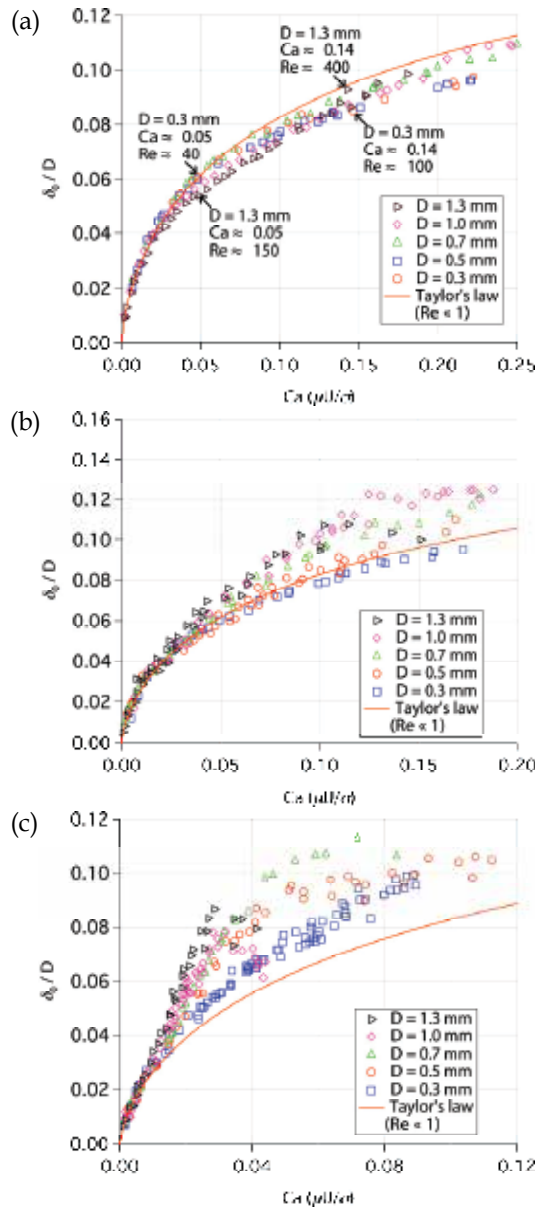 (a)
0.12
0.10
0.08
0.06
0.04
0.02
0.00
δ₀ / D
D = 1.3 mm
Ca ≈ 0.14
Re ≈ 400
D = 0.3 mm
Ca ≈ 0.05
Re ≈ 40
D = 0.3 mm
Ca ≈ 0.14
Re ≈ 100
D = 1.3 mm
Ca ≈ 0.05
Re ≈ 150
D = 1.3 mm
D = 1.0 mm
D = 0.7 mm
D = 0.5 mm
D = 0.3 mm
Taylor's law
(Re « 1)
0.00 0.05 0.10 0.15 0.20 0.25
Ca (μU/σ)
(b)
0.16
0.14
0.12
0.10
0.08
0.06
0.04
0.02
0.00
δ₀ / D
D = 1.3 mm
D = 1.0 mm
D = 0.7 mm
D = 0.5 mm
D = 0.3 mm
Taylor's law
(Re « 1)
0.00 0.05 0.10 0.15 0.20
Ca (μU/σ)
(c)
0.12
0.10
0.08
0.06
0.04
0.02
0.00
δ₀ / D
D = 1.3 mm
D = 1.0 mm
D = 0.7 mm
D = 0.5 mm
D = 0.3 mm
Taylor's law
(Re « 1)
0.00 0.04 0.08 0.12
Ca (μU/σ)